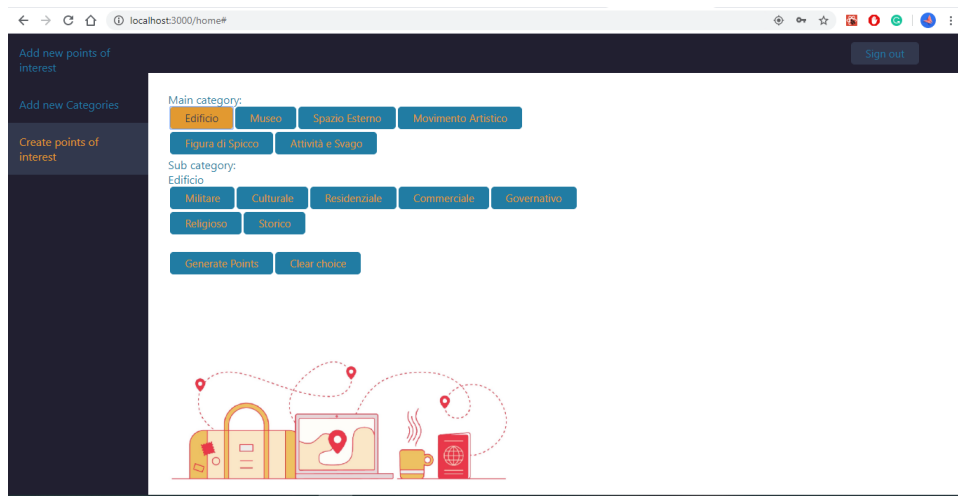 localhost:3000/home#
Add new points of
interest
Sign out
Add new Categories
Create points of
interest
Main category:
Edificio Museo Spazio Esterno Movimento Artistico
Figura di Spicco Attività e Svago
Sub category:
Edificio
Militare Culturale Residenziale Commerciale Governativo
Religioso Storico
Generate Points Clear choice